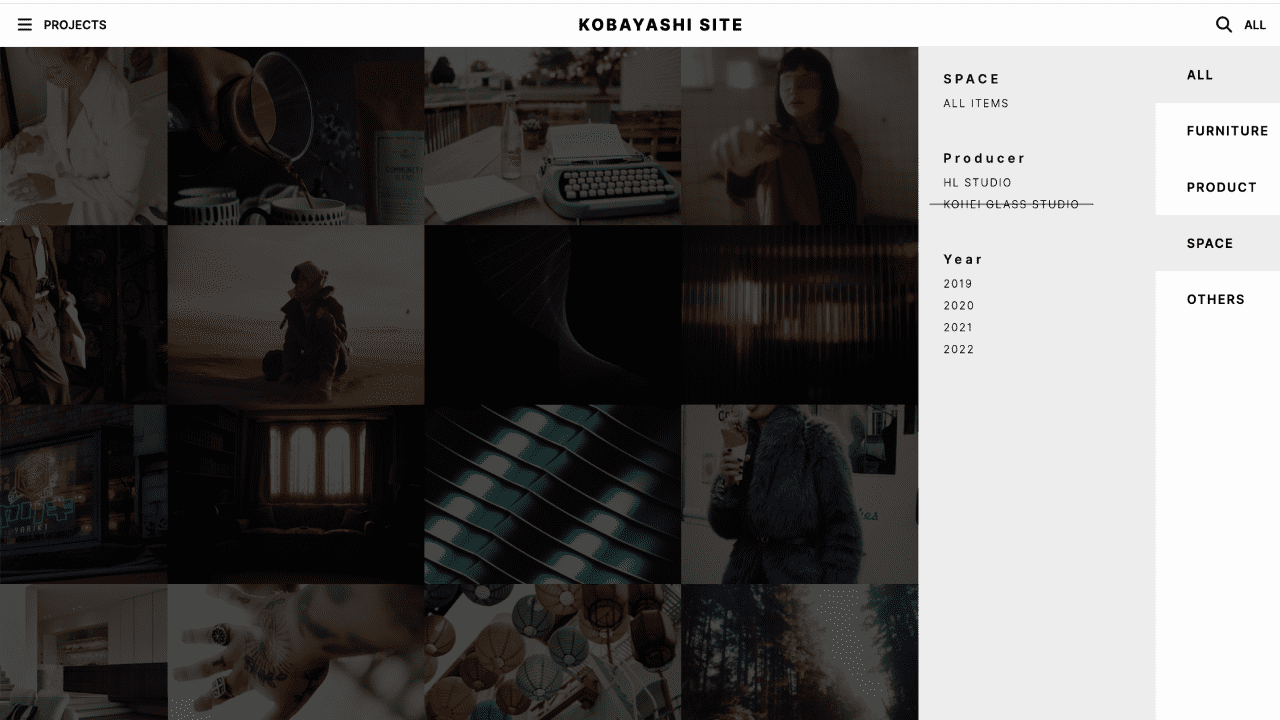 PROJECTS
KOBAYASHI SITE
ALL
SPACE
ALL ITEMS
Producer
HL STUDIO
KOHEI GLASS STUDIO
Year
2019
2020
2021
2022
ALL
FURNITURE
PRODUCT
SPACE
OTHERS
COMMUNITY